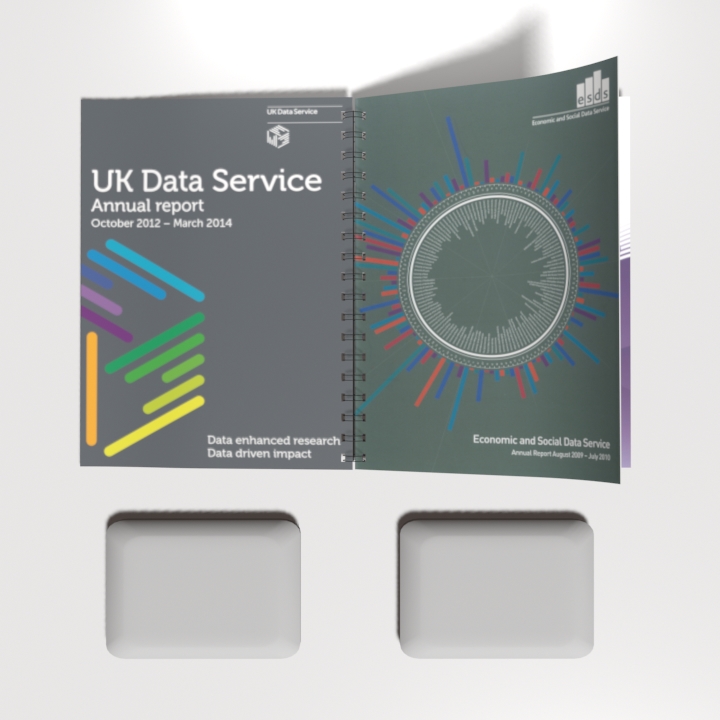 UK Data Service
UK Data Service
Annual report
October 2012 – March 2014
Data enhanced research
Data driven impact
esds
Economic and Social Data Service
Economic and Social Data Service
Annual Report August 2009 – July 2010